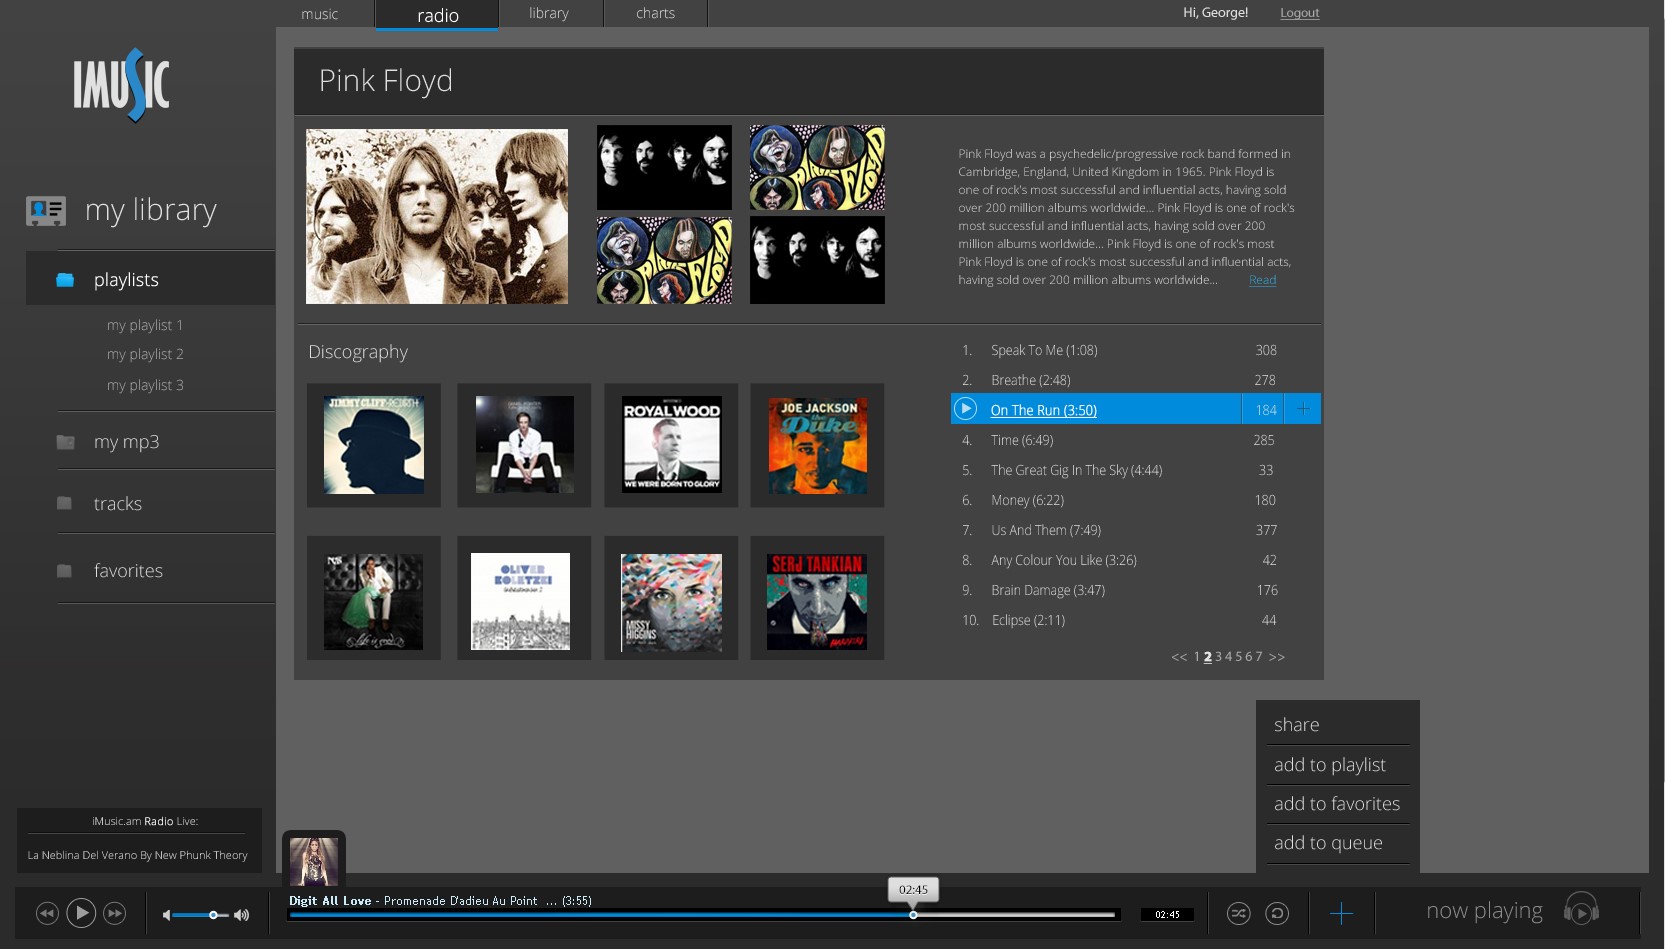 music
radio
library
charts
Hi, George!
Logout
IMUSIC
Pink Floyd
my library
playlists
my playlist 1
my playlist 2
my playlist 3
my mp3
tracks
favorites
Pink Floyd was a psychedelic/progressive rock band formed in
Cambridge, England, United Kingdom in 1965. Pink Floyd is
one of rock's most successful and influential acts, having sold
over 200 million albums worldwide... Pink Floyd is one of rock's
most successful and influential acts, having sold over 200
million albums worldwide... Pink Floyd is one of rock's most
Pink Floyd is one of rock's most successful and influential acts,
having sold over 200 million albums worldwide... Read
PINK FLOYD
PINK FLOYD
Discography
JIMMY CLIFF - REBIRTH
ROYAL WOOD
WE WERE BORN TO GLORY
JOE JACKSON
the Duke
NAS
life is good
OLIVER
KOLETZKI
MISSY
HIGGINS
SERJ TANKIAN
HARAKIRI
1. Speak To Me (1:08) 308
2. Breathe (2:48) 278
On The Run (3:50) 184 +
4. Time (6:49) 285
5. The Great Gig In The Sky (4:44) 33
6. Money (6:22) 180
7. Us And Them (7:49) 377
8. Any Colour You Like (3:26) 42
9. Brain Damage (3:47) 176
10. Eclipse (2:11) 44
<< 1 2 3 4 5 6 7 >>
share
add to playlist
add to favorites
add to queue
iMusic.am Radio Live:
La Neblina Del Verano By New Phunk Theory
Digit All Love - Promenade D'adieu Au Point ... (3:55)
02:45
02:45
now playing